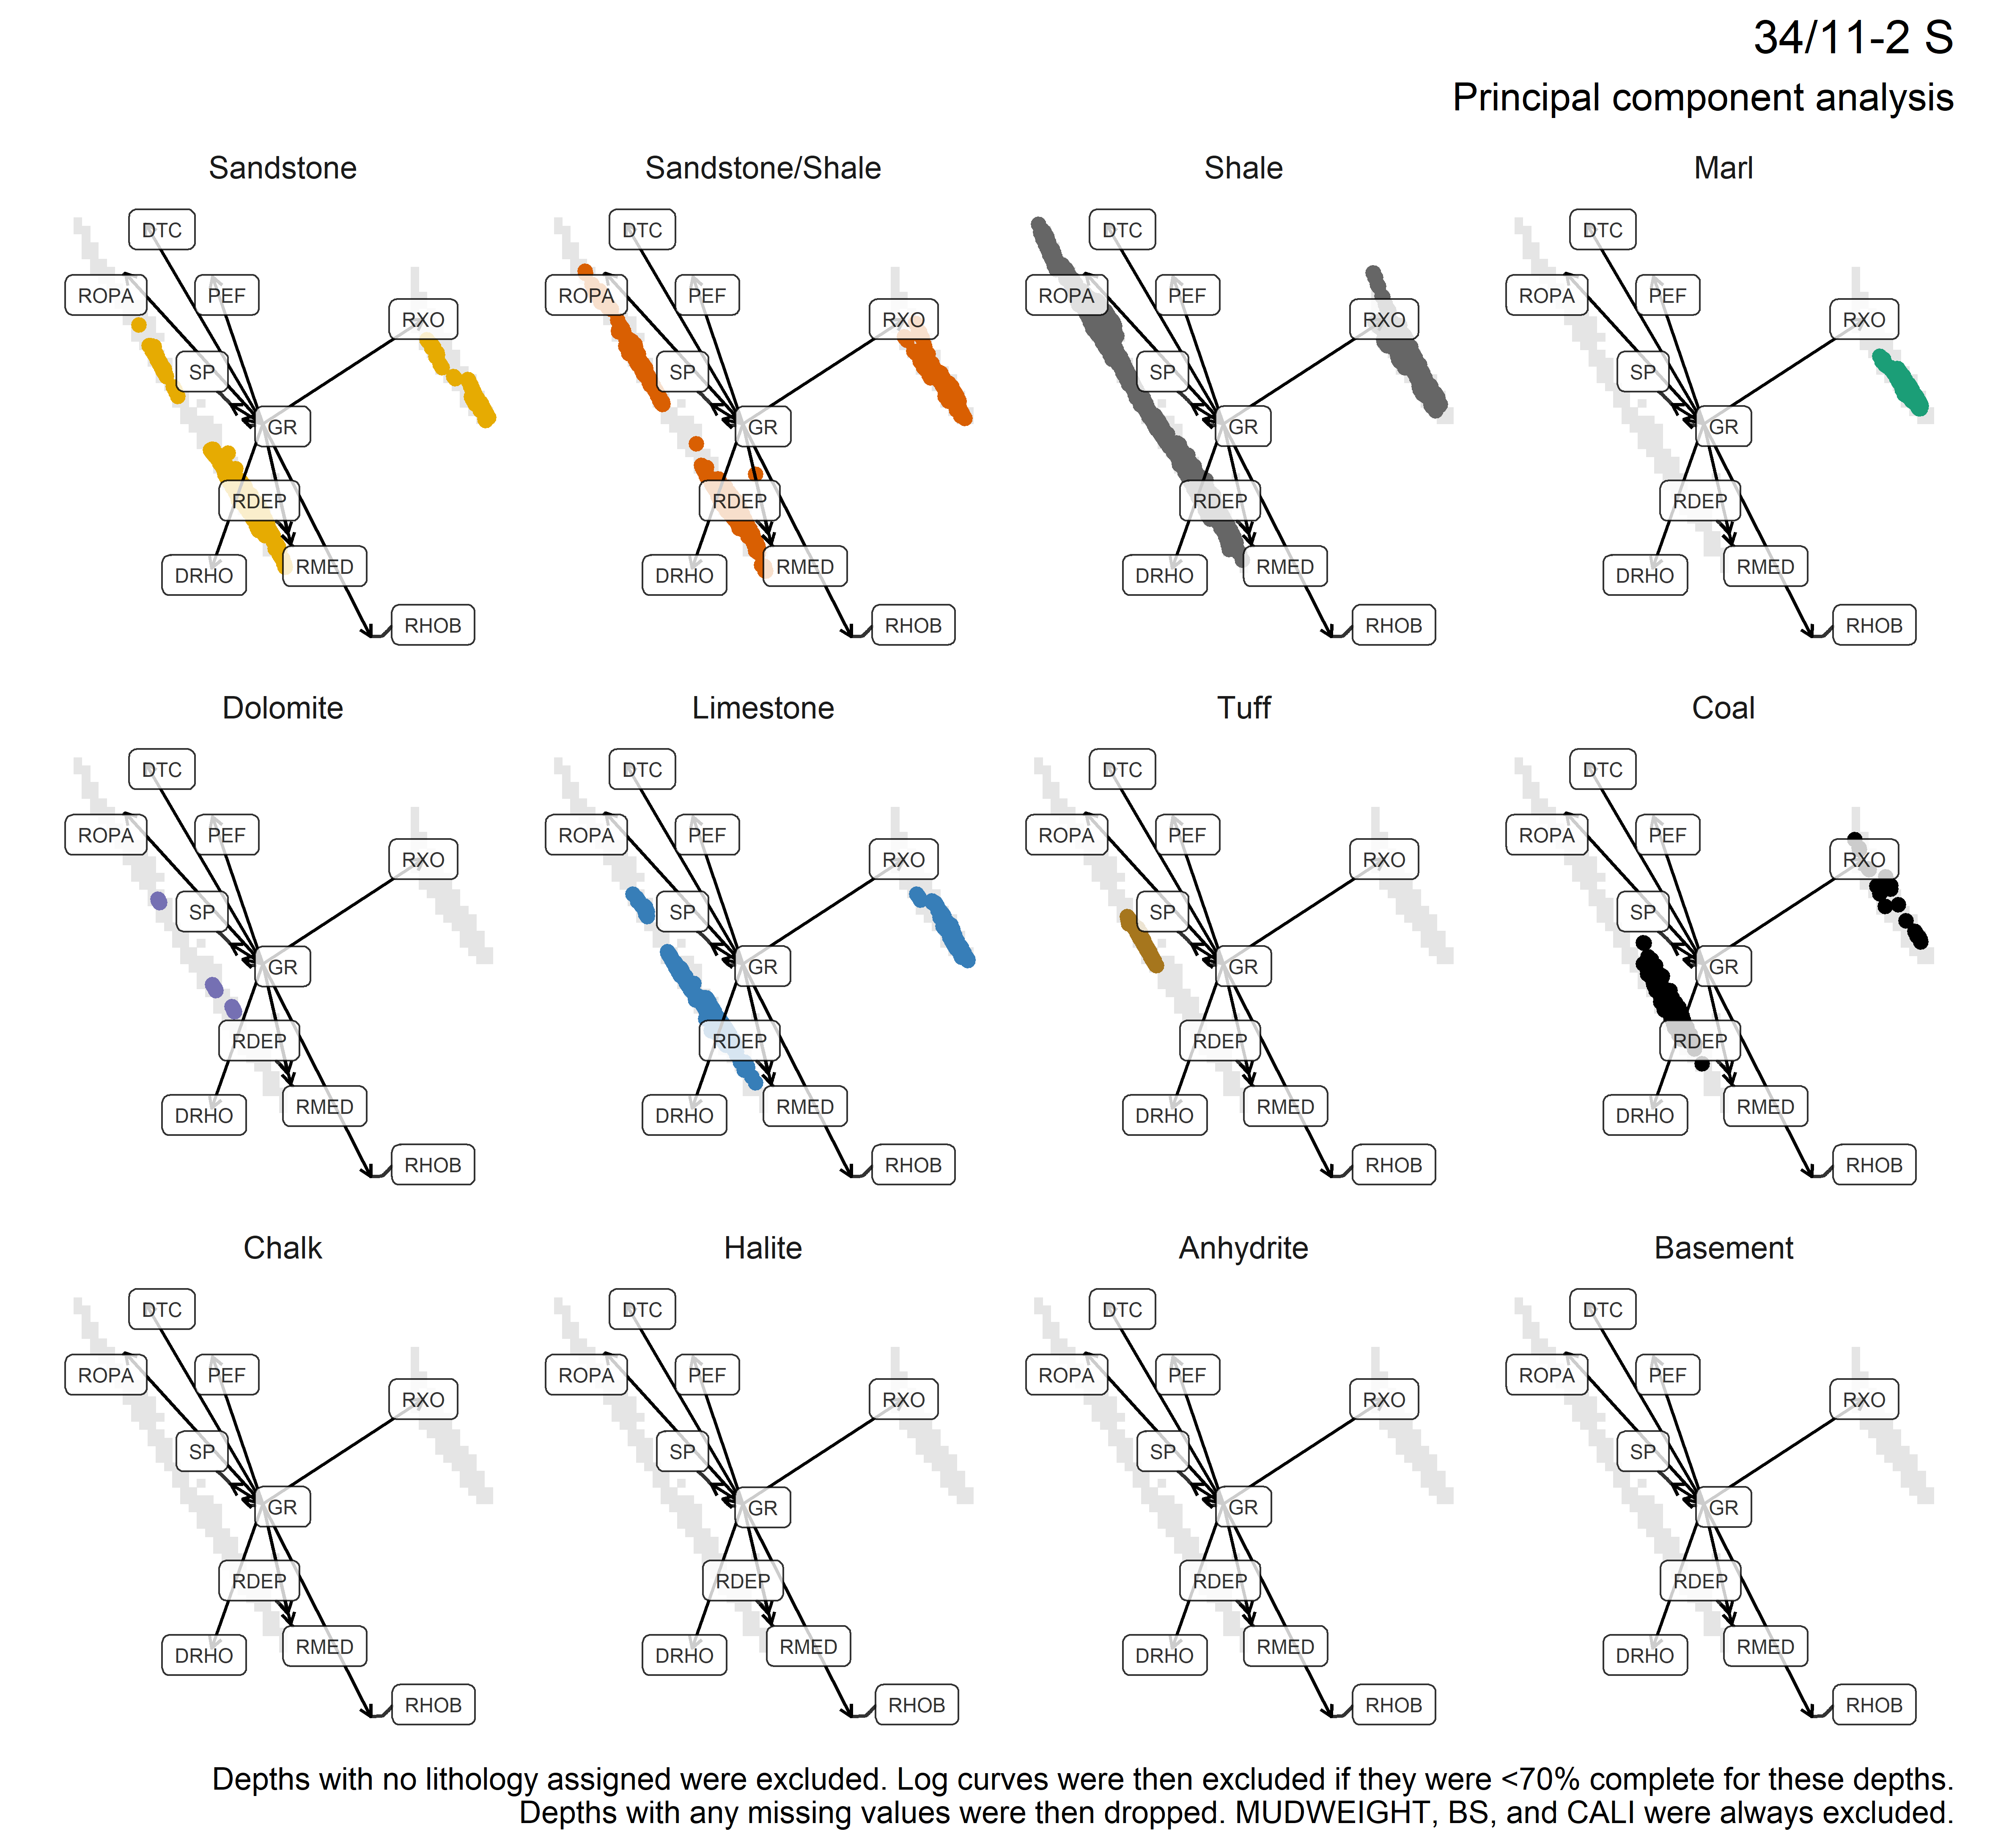 34/11-2 S
Principal component analysis
Sandstone
DTC
ROPA
PEF
RXO
SP
GR
RDEP
DRHO
RMED
RHOB
Sandstone/Shale
DTC
ROPA
PEF
RXO
SP
GR
RDEP
DRHO
RMED
RHOB
Shale
DTC
ROPA
PEF
RXO
SP
GR
RDEP
DRHO
RMED
RHOB
Marl
DTC
ROPA
PEF
RXO
SP
GR
RDEP
DRHO
RMED
RHOB
Dolomite
DTC
ROPA
PEF
RXO
SP
GR
RDEP
DRHO
RMED
RHOB
Limestone
DTC
ROPA
PEF
RXO
SP
GR
RDEP
DRHO
RMED
RHOB
Tuff
DTC
ROPA
PEF
RXO
SP
GR
RDEP
DRHO
RMED
RHOB
Coal
DTC
ROPA
PEF
RXO
SP
GR
RDEP
DRHO
RMED
RHOB
Chalk
DTC
ROPA
PEF
RXO
SP
GR
RDEP
DRHO
RMED
RHOB
Halite
DTC
ROPA
PEF
RXO
SP
GR
RDEP
DRHO
RMED
RHOB
Anhydrite
DTC
ROPA
PEF
RXO
SP
GR
RDEP
DRHO
RMED
RHOB
Basement
DTC
ROPA
PEF
RXO
SP
GR
RDEP
DRHO
RMED
RHOB
Depths with no lithology assigned were excluded. Log curves were then excluded if they were <70% complete for these depths.
Depths with any missing values were then dropped. MUDWEIGHT, BS, and CALI were always excluded.